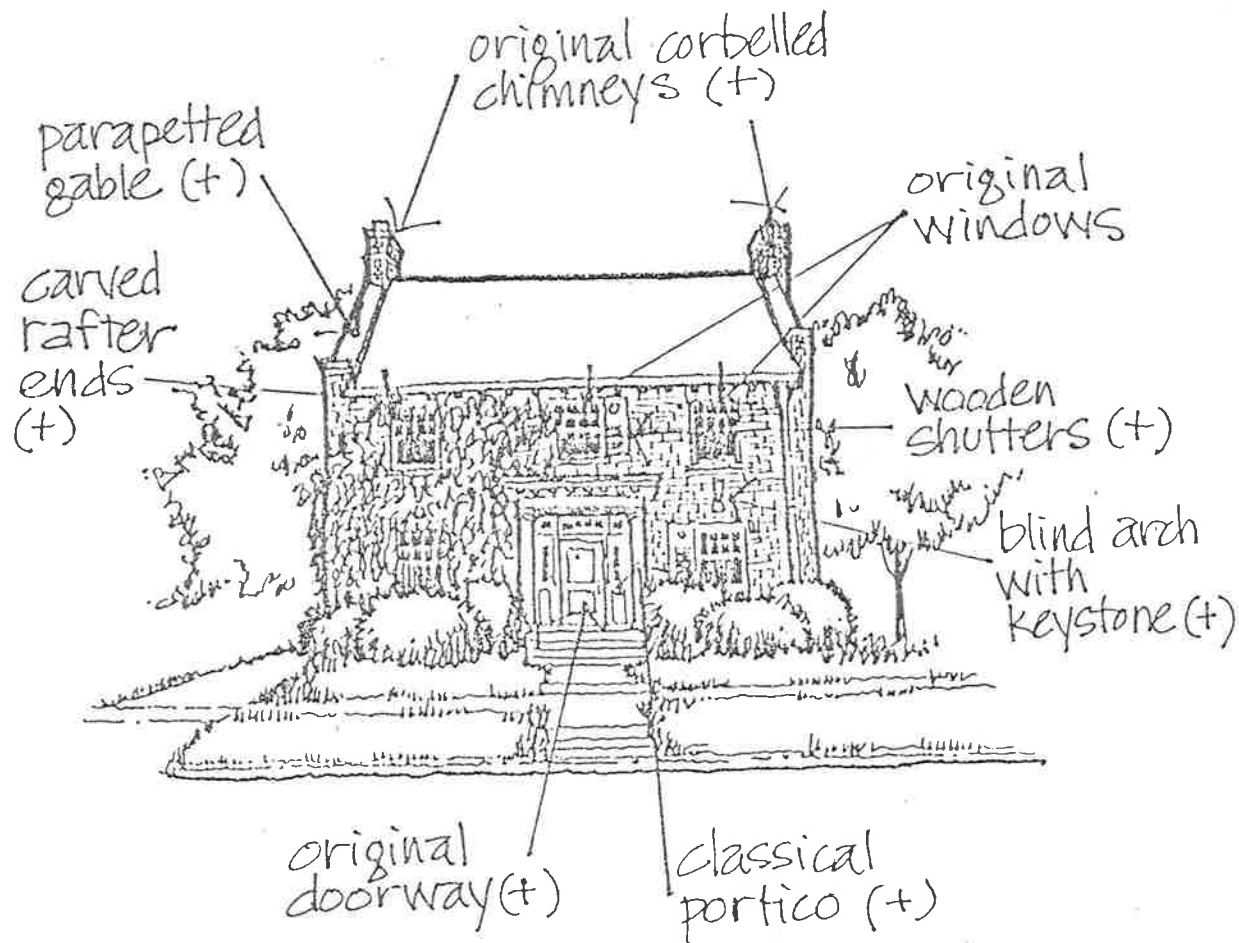 original corbelled
chimneys (+)
parapetted
gable (+)
original
windows
carved
rafter
ends
(+)
wooden
shutters (+)
blind arch
with
keystone (+)
original
doorway (+)
classical
portico (+)